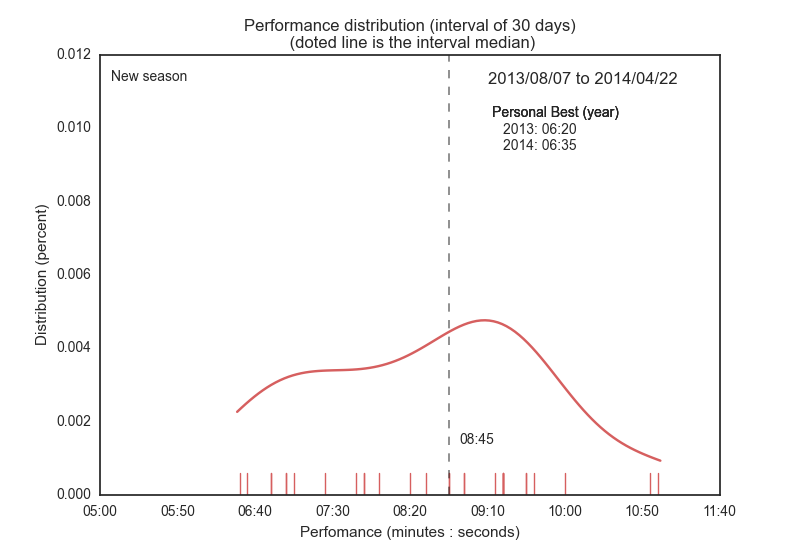 Performance distribution (interval of 30 days)
(doted line is the interval median)
0.012
New season
2013/08/07 to 2014/04/22
Personal Best (year)
2013: 06:20
2014: 06:35
0.010
0.008
0.006
0.004
0.002
0.000
Distribution (percent)
08:45
05:00 05:50 06:40 07:30 08:20 09:10 10:00 10:50 11:40
Perfomance (minutes : seconds)